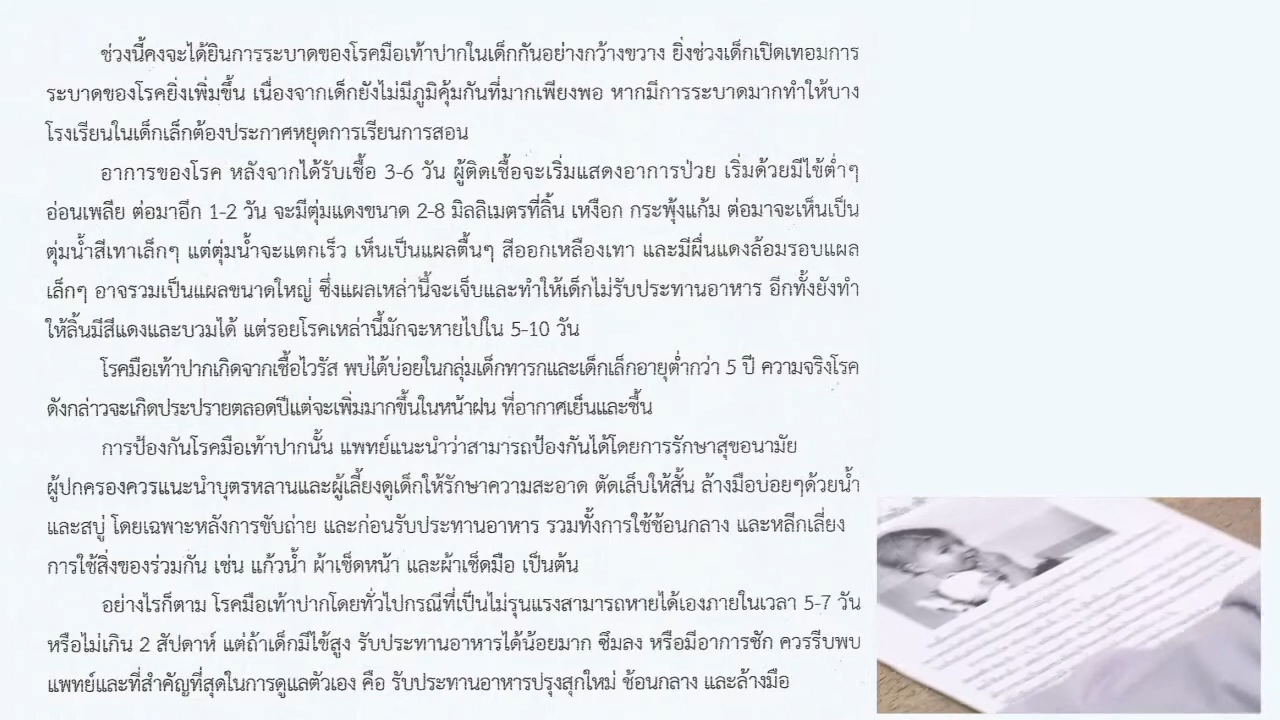 ช่วงนี้คงจะได้ยินการระบาดของโรคมือเท้าปากในเด็กกันอย่างกว้างขวาง ยิ่งช่วงเด็กเปิดเทอมการ
ระบาดของโรคยิ่งเพิ่มขึ้น เนื่องจากเด็กยังไม่มีภูมิคุ้มกันที่มากเพียงพอ หากมีการระบาดมากทำให้บาง
โรงเรียนในเด็กเล็กต้องประกาศหยุดการเรียนการสอน
อาการของโรค หลังจากได้รับเชื้อ 3-6 วัน ผู้ติดเชื้อจะเริ่มแสดงอาการป่วย เริ่มด้วยมีไข้ต่ำๆ
อ่อนเพลีย ต่อมาอีก 1-2 วัน จะมีตุ่มแดงขนาด 2-8 มิลลิเมตรที่ลิ้น เหงือก กระพุ้งแก้ม ต่อมาจะเห็นเป็น
ตุ่มน้ำสีเทาเล็กๆ แต่ตุ่มน้ำจะแตกเร็ว เห็นเป็นแผลตื้นๆ สีออกเหลืองเทา และมีผื่นแดงล้อมรอบแผล
เล็กๆ อาจรวมเป็นแผลขนาดใหญ่ ซึ่งแผลเหล่านี้จะเจ็บและทำให้เด็กไม่รับประทานอาหาร อีกทั้งยังทำ
ให้ลิ้นมีสีแดงและบวมได้ แต่รอยโรคเหล่านี้มักจะหายไปใน 5-10 วัน
โรคมือเท้าปากเกิดจากเชื้อไวรัส พบได้บ่อยในกลุ่มเด็กทารกและเด็กเล็กอายุต่ำกว่า 5 ปี ความจริงโรค
ดังกล่าวจะเกิดประปรายตลอดปีแต่จะเพิ่มมากขึ้นในหน้าฝน ที่อากาศเย็นและชื้น
การป้องกันโรคมือเท้าปากนั้น แพทย์แนะนำว่าสามารถป้องกันได้โดยการรักษาสุขอนามัย
ผู้ปกครองควรแนะนำบุตรหลานและผู้เลี้ยงดูเด็กให้รักษาความสะอาด ตัดเล็บให้สั้น ล้างมือบ่อยๆด้วยน้ำ
และสบู่ โดยเฉพาะหลังการขับถ่าย และก่อนรับประทานอาหาร รวมทั้งการใช้ช้อนกลาง และหลีกเลี่ยง
การใช้สิ่งของร่วมกัน เช่น แก้วน้ำ ผ้าเช็ดหน้า และผ้าเช็ดมือ เป็นต้น
อย่างไรก็ตาม โรคมือเท้าปากโดยทั่วไปกรณีที่เป็นไม่รุนแรงสามารถหายได้เองภายในเวลา 5-7 วัน
หรือไม่เกิน 2 สัปดาห์ แต่ถ้าเด็กมีไข้สูง รับประทานอาหารได้น้อยมาก ซึมลง หรือมีอาการชัก ควรรีบพบ
แพทย์และที่สำคัญที่สุดในการดูแลตัวเอง คือ รับประทานอาหารปรุงสุกใหม่ ช้อนกลาง และล้างมือ